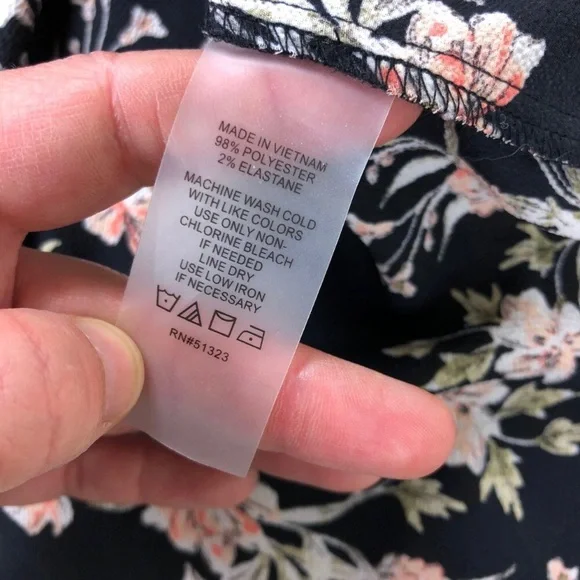 MADE IN VIETNAM
98% POLYESTER
2% ELASTANE
MACHINE WASH COLD
WITH LIKE COLORS
USE ONLY NON-
CHLORINE BLEACH
IF NEEDED
LINE DRY
USE LOW IRON
IF NECESSARY
RN#51323